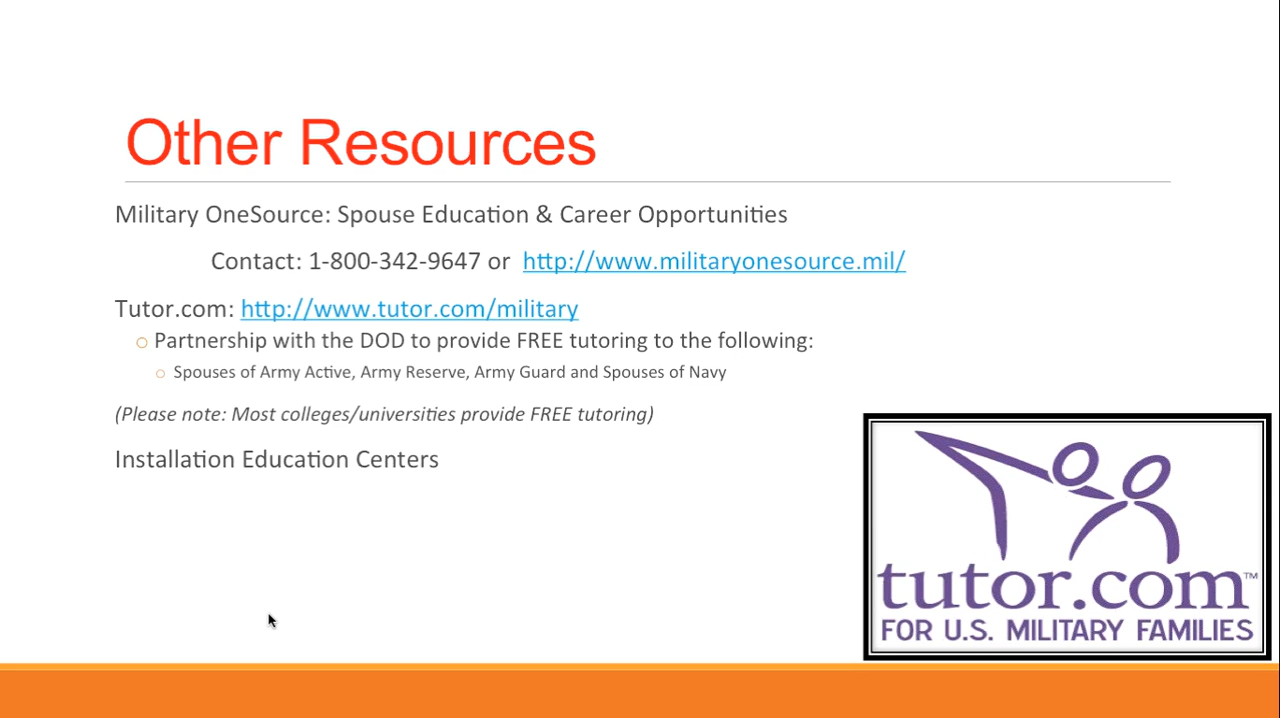 Other Resources
Military OneSource: Spouse Education & Career Opportunities
Contact: 1-800-342-9647 or http://www.militaryonesource.mil/
Tutor.com: http://www.tutor.com/military
Partnership with the DOD to provide FREE tutoring to the following:
Spouses of Army Active, Army Reserve, Army Guard and Spouses of Navy
(Please note: Most colleges/universities provide FREE tutoring)
Installation Education Centers
tutor.com™
FOR U.S. MILITARY FAMILIES